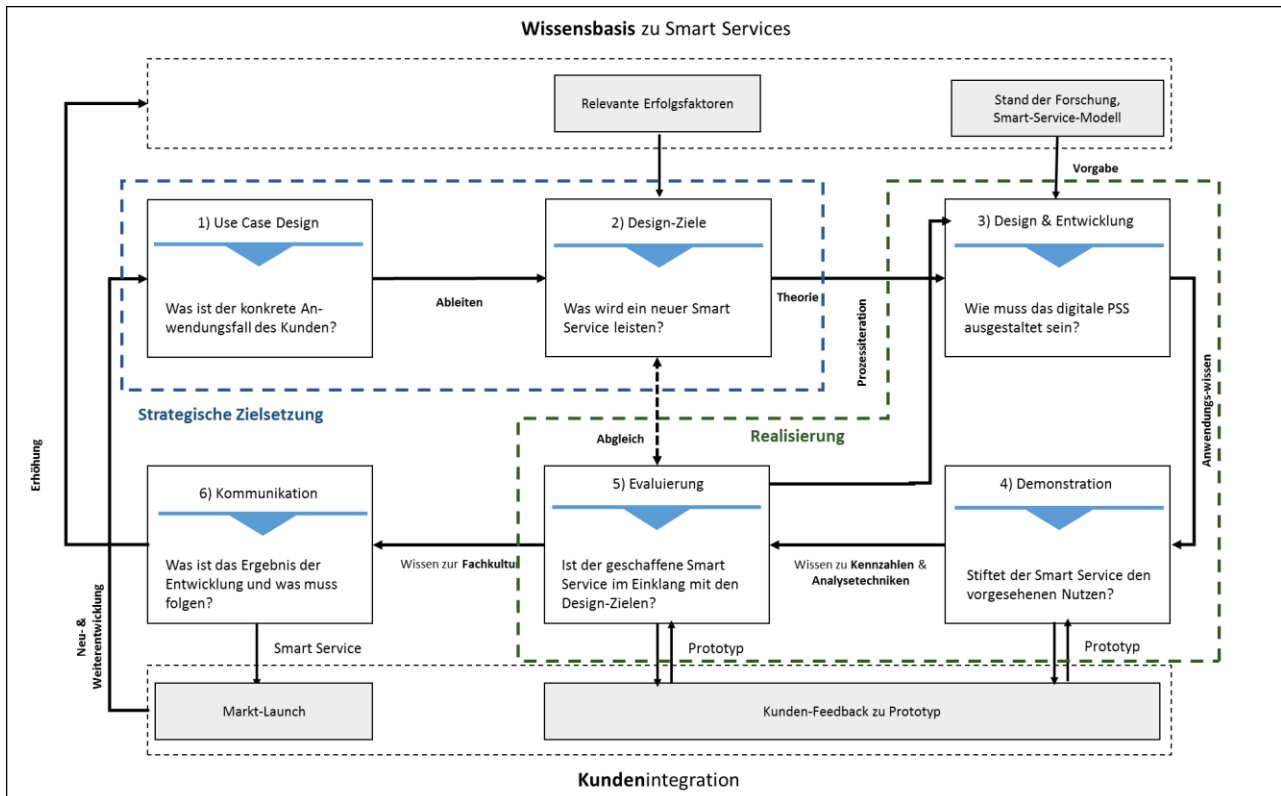 Wissensbasis zu Smart Services
Relevante Erfolgsfaktoren
Stand der Forschung,
Smart-Service-Modell
Vorgabe
1) Use Case Design
Was ist der konkrete An-
wendungsfall des Kunden?
Ableiten
2) Design-Ziele
Was wird ein neuer Smart
Service leisten?
Theorie
Prozessiteration
3) Design & Entwicklung
Wie muss das digitale PSS
ausgestaltet sein?
Strategische Zielsetzung
Abgleich
Realisierung
Anwendungs-wissen
Erhöhung
6) Kommunikation
Was ist das Ergebnis der
Entwicklung und was muss
folgen?
Wissen zur Fachkultur
5) Evaluierung
Ist der geschaffene Smart
Service im Einklang mit den
Design-Zielen?
Wissen zu Kennzahlen &
Analysetechniken
4) Demonstration
Stiftet der Smart Service den
vorgesehenen Nutzen?
Neu- &
Weiterentwicklung
Smart Service
Prototyp
Prototyp
Markt-Launch
Kunden-Feedback zu Prototyp
Kundenintegration